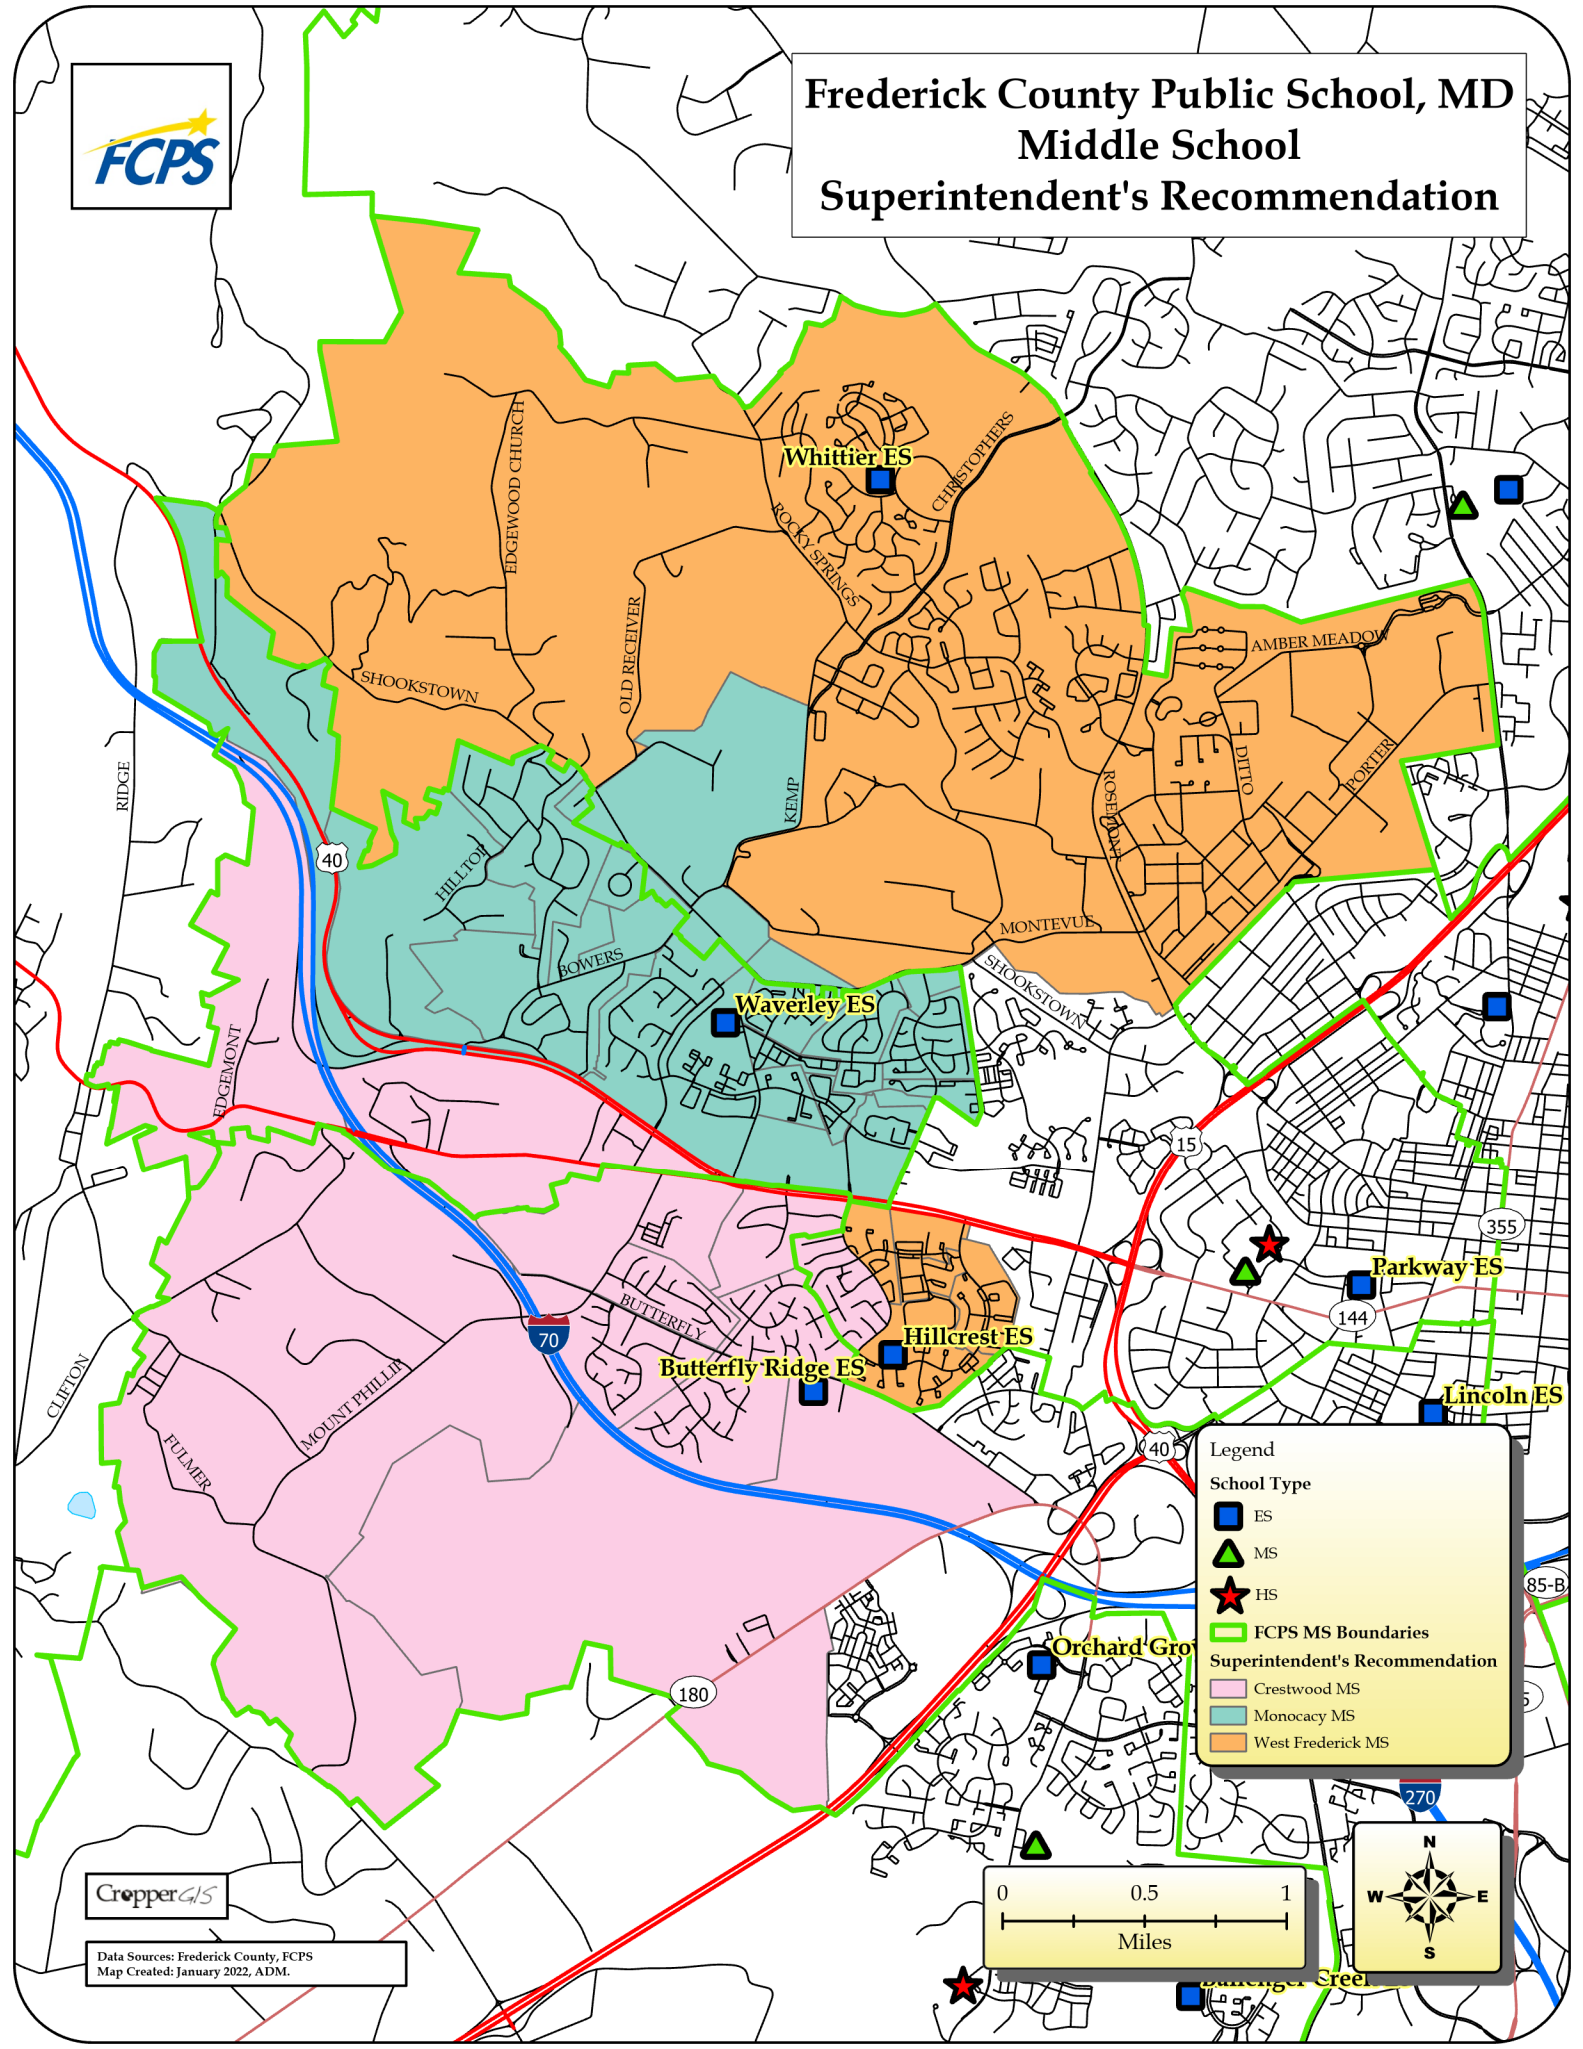 FCPS
Frederick County Public School, MD
Middle School
Superintendent's Recommendation
EDGEWOOD CHURCH
Whittier ES
CHRISTOPHERS
ROCKY SPRINGS
OLD RECEIVER
SHOOKSTOWN
AMBER MEADOW
DITTO
PORTER
ROSEMONT
RIDGE
KEMP
40
HILLTOP
BOWERS
MONTEVUE
SHOOKSTOWN
Waverley ES
EDGEMONT
15
355
Parkway ES
144
BUTTERFLY
70
Hillcrest ES
Butterfly Ridge ES
CLIFTON
MOUNT PHILLIP
FULMER
Lincoln ES
40
Legend
School Type
ES
MS
HS
FCPS MS Boundaries
Superintendent's Recommendation
Crestwood MS
Monocacy MS
West Frederick MS
85-B
Orchard Gro
180
5
270
N
W E
S
0 0.5 1
Miles
Creek
CropperGIS
Data Sources: Frederick County, FCPS
Map Created: January 2022, ADM.